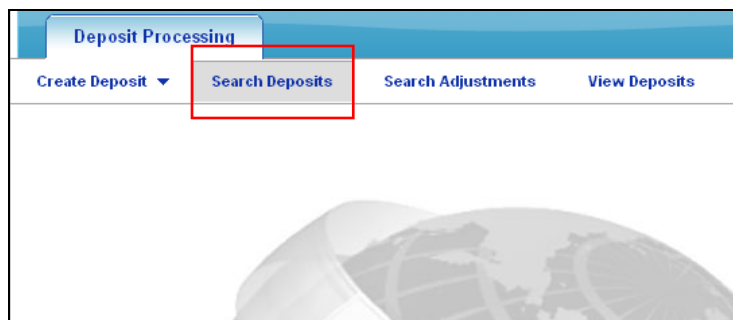 Deposit Processing
Create Deposit Search Deposits Search Adjustments View Deposits